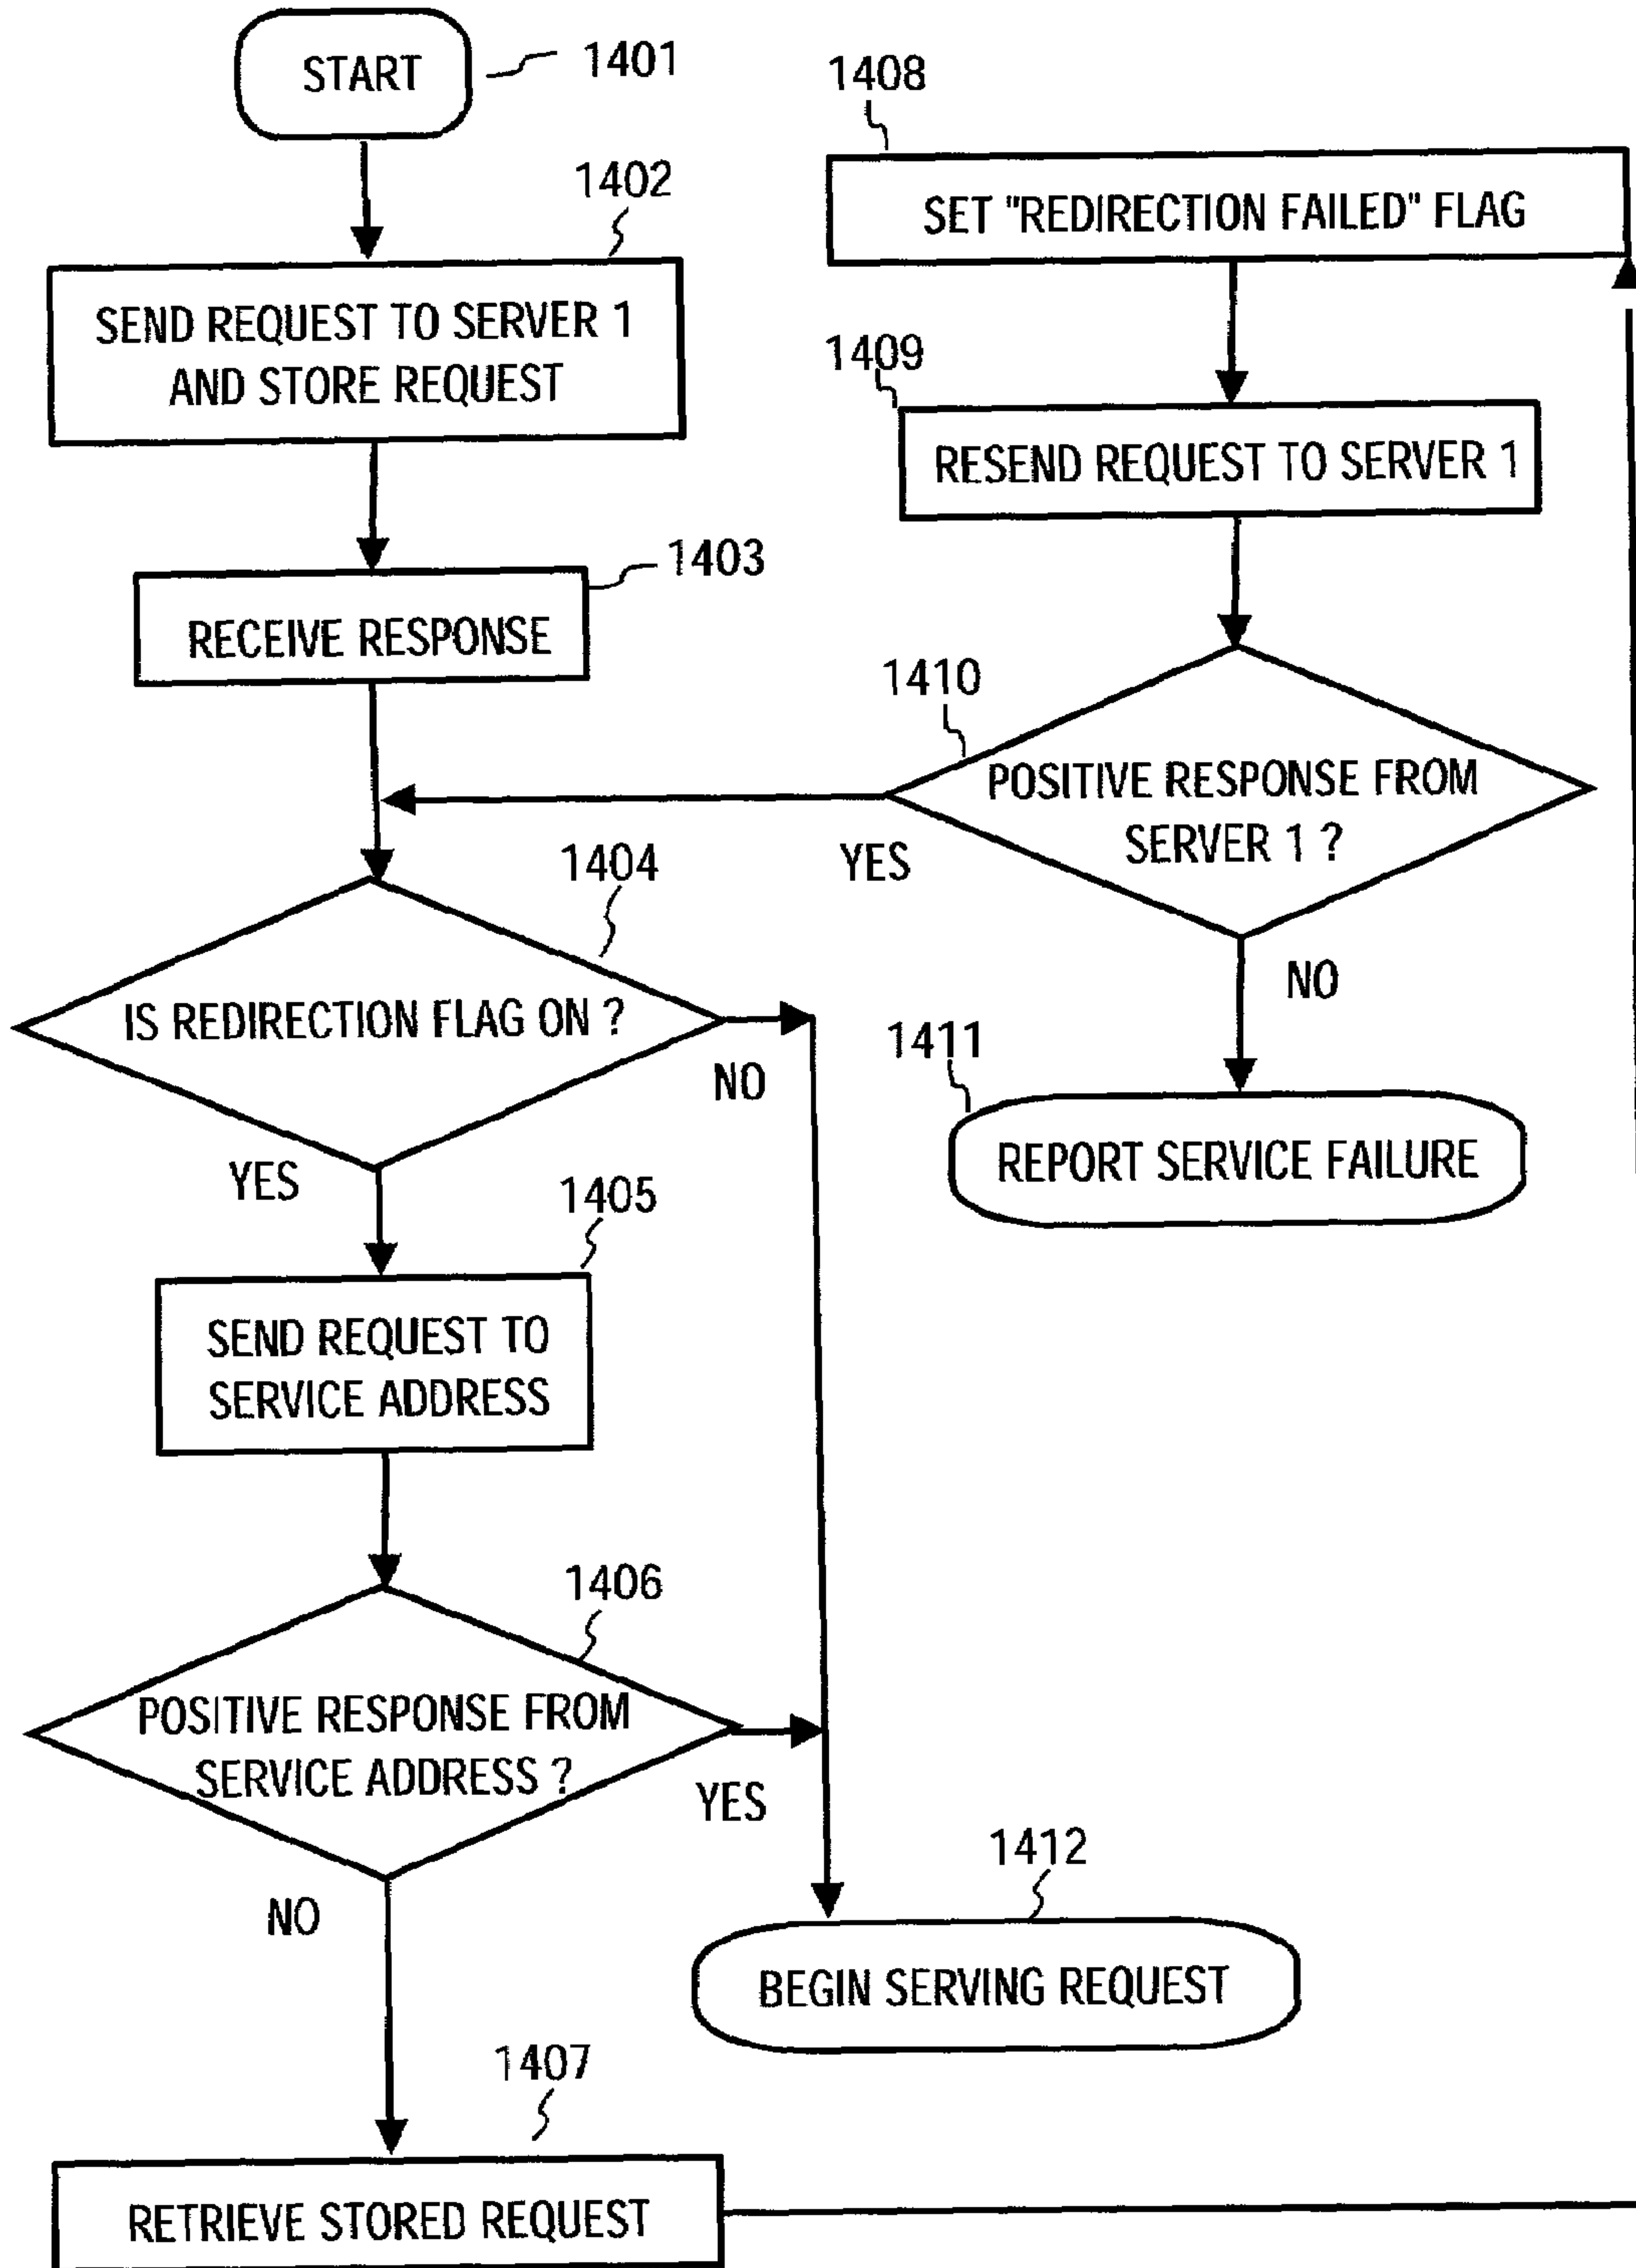 START
1401
1402
SEND REQUEST TO SERVER 1
AND STORE REQUEST
1403
RECEIVE RESPONSE
1404
IS REDIRECTION FLAG ON ?
NO
YES
1405
SEND REQUEST TO
SERVICE ADDRESS
1406
POSITIVE RESPONSE FROM
SERVICE ADDRESS ?
YES
NO
1407
RETRIEVE STORED REQUEST
1408
SET "REDIRECTION FAILED" FLAG
1409
RESEND REQUEST TO SERVER 1
1410
POSITIVE RESPONSE FROM
SERVER 1 ?
YES
NO
1411
REPORT SERVICE FAILURE
1412
BEGIN SERVING REQUEST